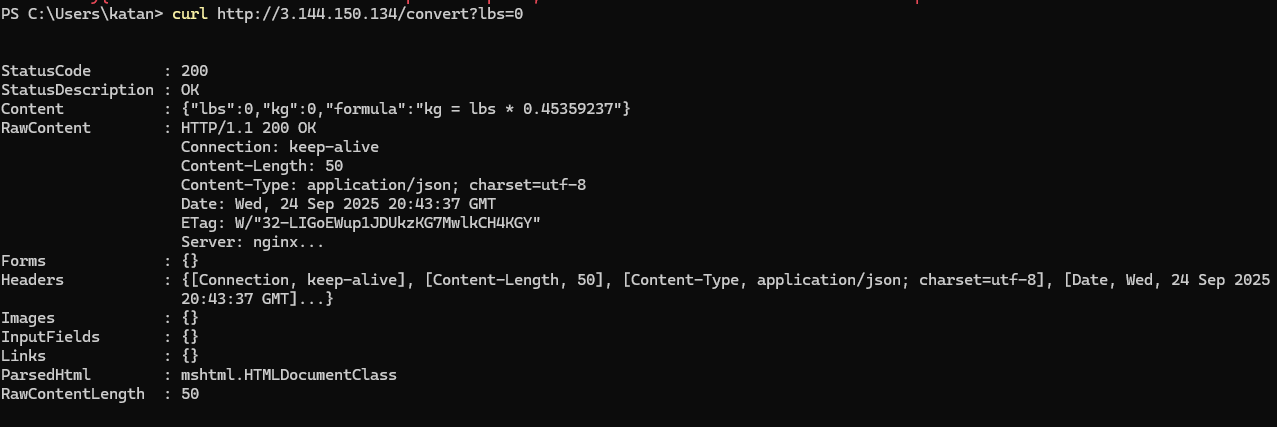 PS C:\Users\katan> curl http://3.144.150.134/convert?lbs=0
StatusCode        : 200
StatusDescription : OK
Content           : {"lbs":0,"kg":0,"formula":"kg = lbs * 0.45359237"}
RawContent        : HTTP/1.1 200 OK
                    Connection: keep-alive
                    Content-Length: 50
                    Content-Type: application/json; charset=utf-8
                    Date: Wed, 24 Sep 2025 20:43:37 GMT
                    ETag: W/"32-LIGoEWup1JDUkzKG7MwlkCH4KGY"
                    Server: nginx...
Forms             : {}
Headers           : {[Connection, keep-alive], [Content-Length, 50], [Content-Type, application/json; charset=utf-8], [Date, Wed, 24 Sep 2025
                    20:43:37 GMT]...}
Images            : {}
InputFields       : {}
Links             : {}
ParsedHtml        : mshtml.HTMLDocumentClass
RawContentLength  : 50